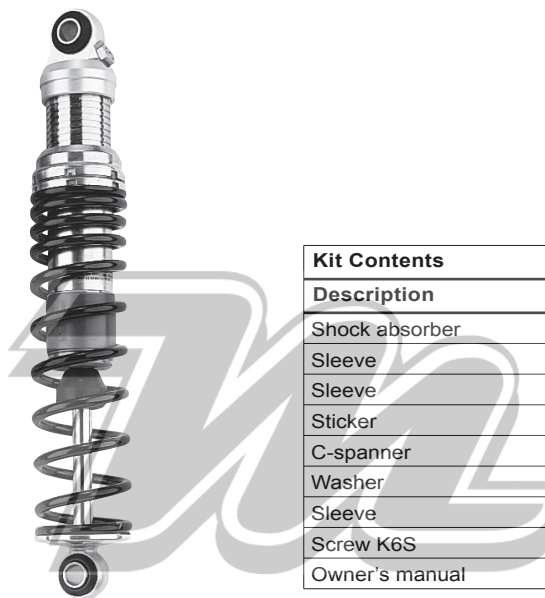 Kit Contents
Description
Shock absorber
Sleeve
Sleeve
Sticker
C-spanner
Washer
Sleeve
Screw K6S
Owner's manual